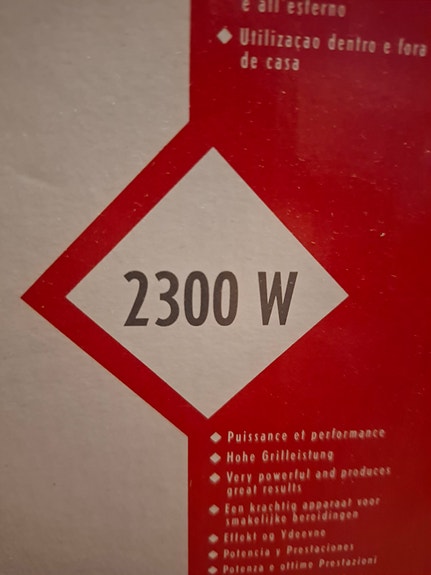 e all'esterno
◆ Utilizaçao dentro e fora
de casa
2300 W
◆ Puissance et performance
◆ Hohe Grilleistung
◆ Very powerful and produces
great results
◆ Een krachtig apparaat voor
smakelijke bereidingen
◆ Effekt og Ydeevne
◆ Potencia y Prestaciones
◆ Potenza e ottime Prestazioni